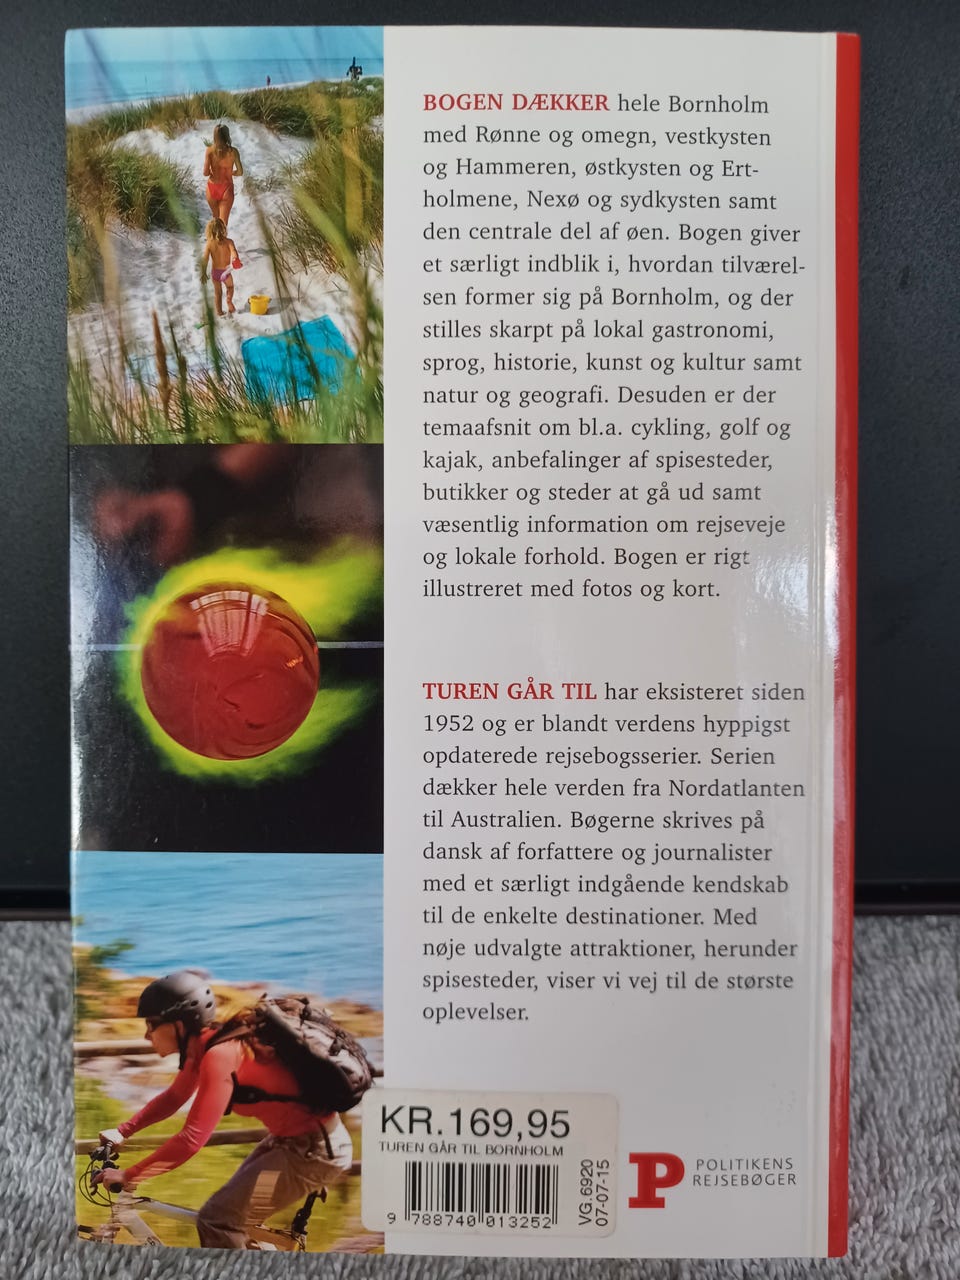 BOGEN DÆKKER hele Bornholm
med Rønne og omegn, vestkysten
og Hammeren, østkysten og Ert-
holmene, Nexø og sydkysten samt
den centrale del af øen. Bogen giver
et særligt indblik i, hvordan tilværel-
sen former sig på Bornholm, og der
stilles skarpt på lokal gastronomi,
sprog, historie, kunst og kultur samt
natur og geografi. Desuden er der
temaafsnit om bl.a. cykling, golf og
kajak, anbefalinger af spisesteder,
butikker og steder at gå ud samt
væsentlig information om rejseveje
og lokale forhold. Bogen er rigt
illustreret med fotos og kort.
TUREN GÅR TIL har eksisteret siden
1952 og er blandt verdens hyppigst
opdaterede rejsebogsserier. Serien
dækker hele verden fra Nordatlanten
til Australien. Bøgerne skrives på
dansk af forfattere og journalister
med et særligt indgående kendskab
til de enkelte destinationer. Med
nøje udvalgte attraktioner, herunder
spisesteder, viser vi vej til de største
oplevelser.
KR.169,95
TUREN GÅR TIL BORNHOLM
9 788740 013252
VG.6920
07-07-15
P
POLITIKENS
REJSEBØGER